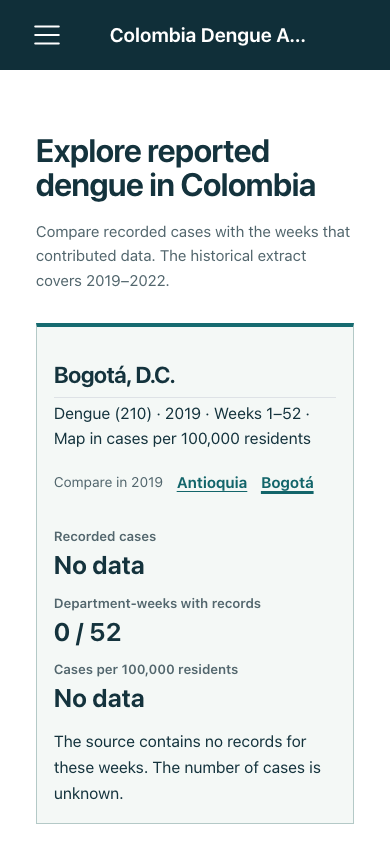 Colombia Dengue A...
Explore reported
dengue in Colombia
Compare recorded cases with the weeks that
contributed data. The historical extract
covers 2019–2022.
Bogotá, D.C.
Dengue (210) · 2019 · Weeks 1–52 ·
Map in cases per 100,000 residents
Compare in 2019 Antioquia Bogotá
Recorded cases
No data
Department-weeks with records
0 / 52
Cases per 100,000 residents
No data
The source contains no records for
these weeks. The number of cases is
unknown.